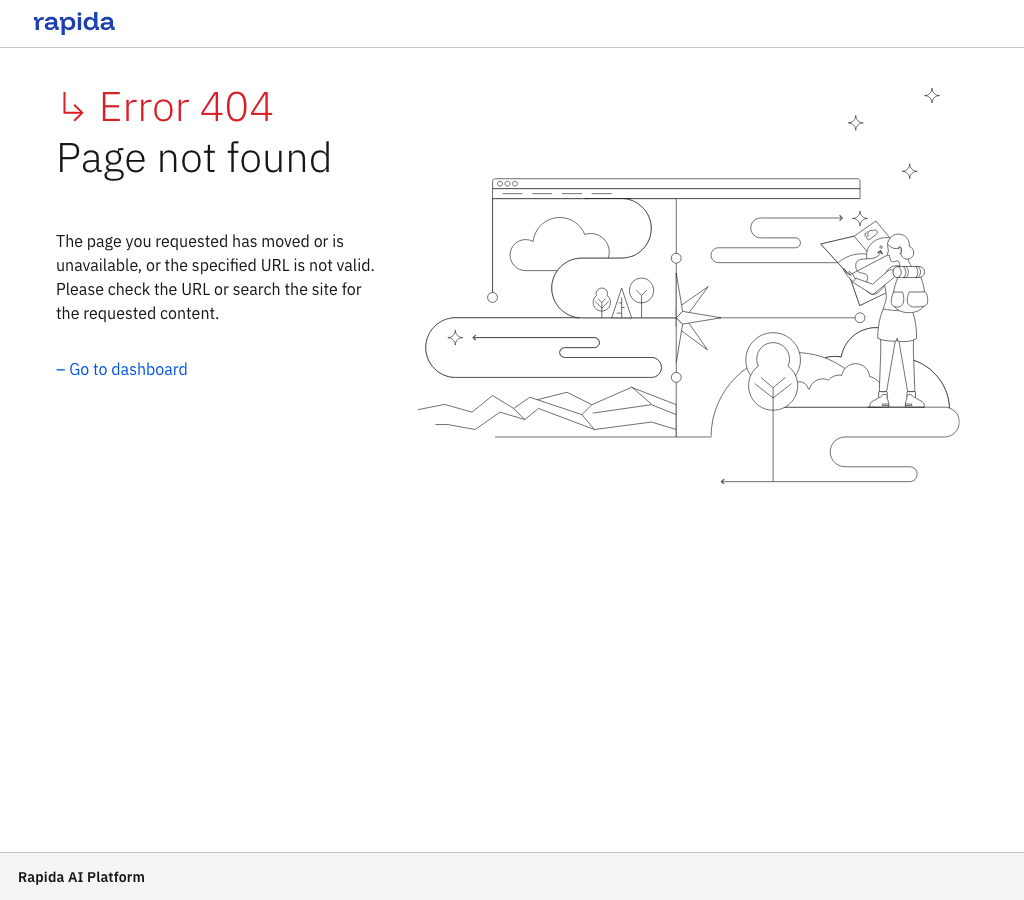 rapida
↳ Error 404
Page not found
The page you requested has moved or is
unavailable, or the specified URL is not valid.
Please check the URL or search the site for
the requested content.
– Go to dashboard
Rapida AI Platform